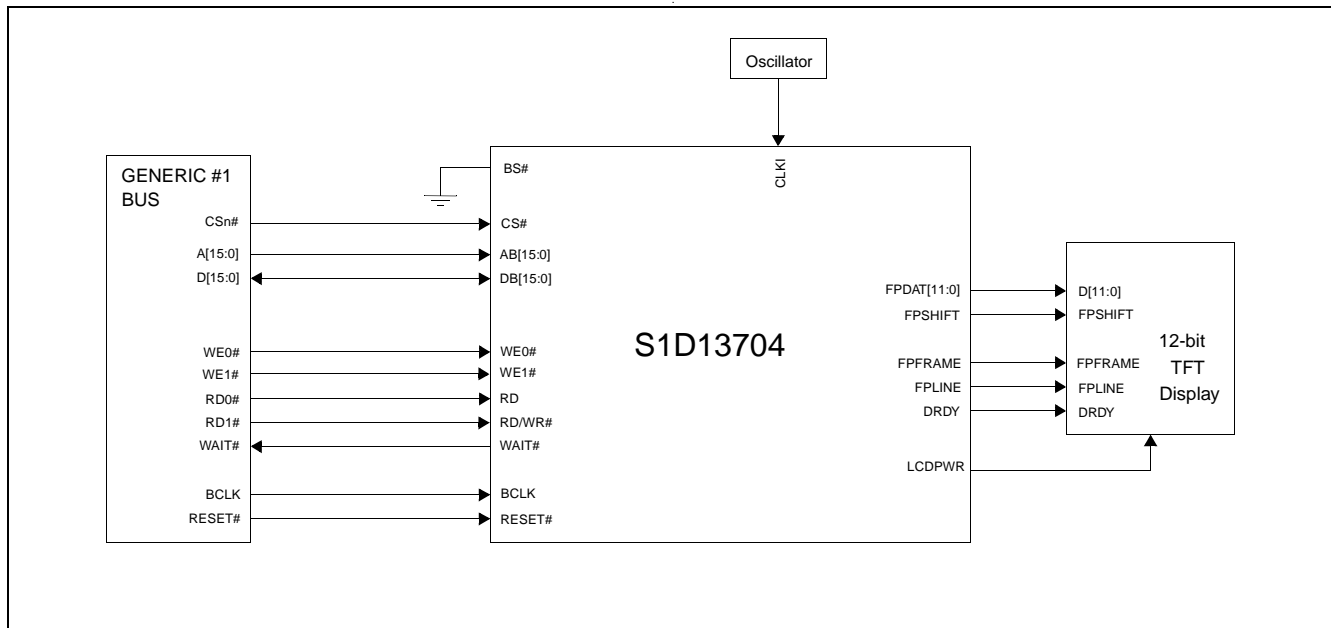 Oscillator
CLKI
GENERIC #1
BUS
CSn#
A[15:0]
D[15:0]
WE0#
WE1#
RD0#
RD1#
WAIT#
BCLK
RESET#
BS#
CS#
AB[15:0]
DB[15:0]
WE0#
WE1#
RD
RD/WR#
WAIT#
BCLK
RESET#
S1D13704
FPDAT[11:0]
FPSHIFT
FPFRAME
FPLINE
DRDY
LCDPWR
D[11:0]
FPSHIFT
FPFRAME
FPLINE
DRDY
12-bit
TFT
Display